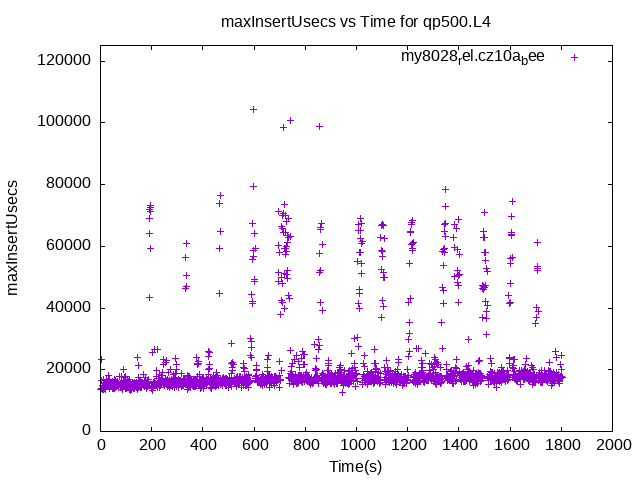 maxInsertUsecs vs Time for qp500.L4
my8028rel.cz10abee
120000
100000
80000
60000
40000
20000
0
maxInsertUsecs
0 200 400 600 800 1000 1200 1400 1600 1800 2000
Time(s)